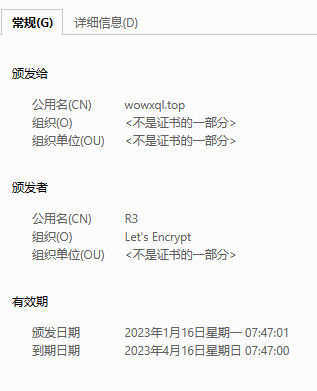 常规(G) 详细信息(D)
颁发给
公用名(CN) wowxql.top
组织(O) <不是证书的一部分>
组织单位(OU) <不是证书的一部分>
颁发者
公用名(CN) R3
组织(O) Let's Encrypt
组织单位(OU) <不是证书的一部分>
有效期
颁发日期 2023年1月16日星期一 07:47:01
到期日期 2023年4月16日星期日 07:47:00